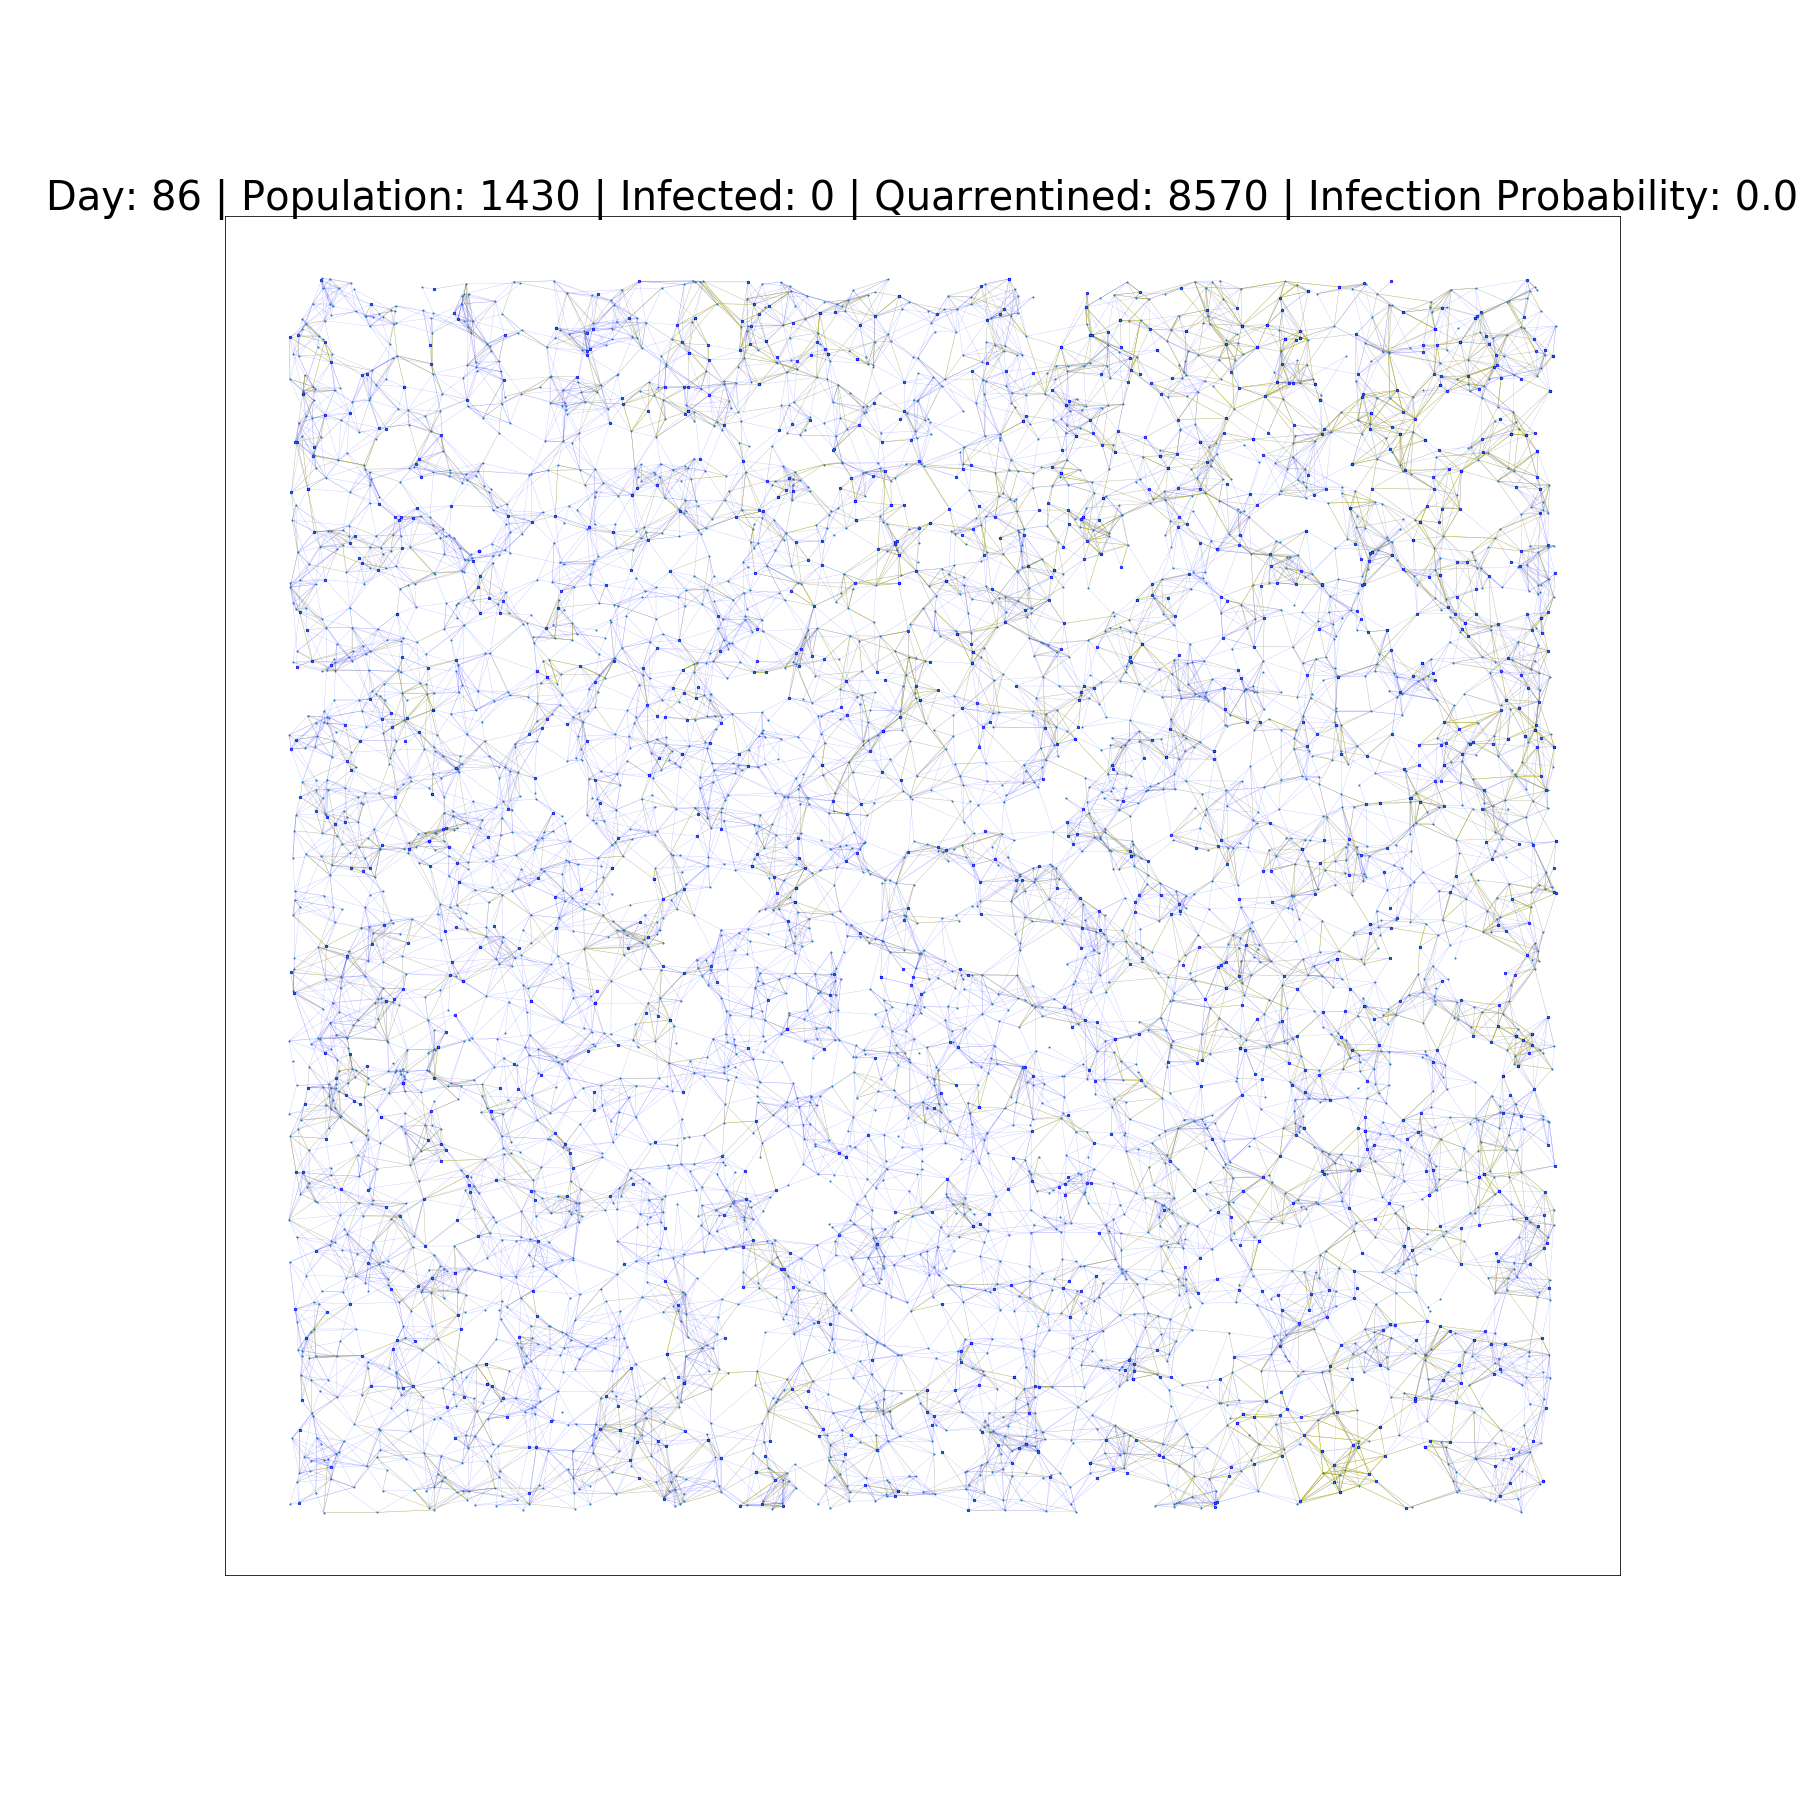 Day: 86 | Population: 1430 | Infected: 0 | Quarrentined: 8570 | Infection Probability: 0.0